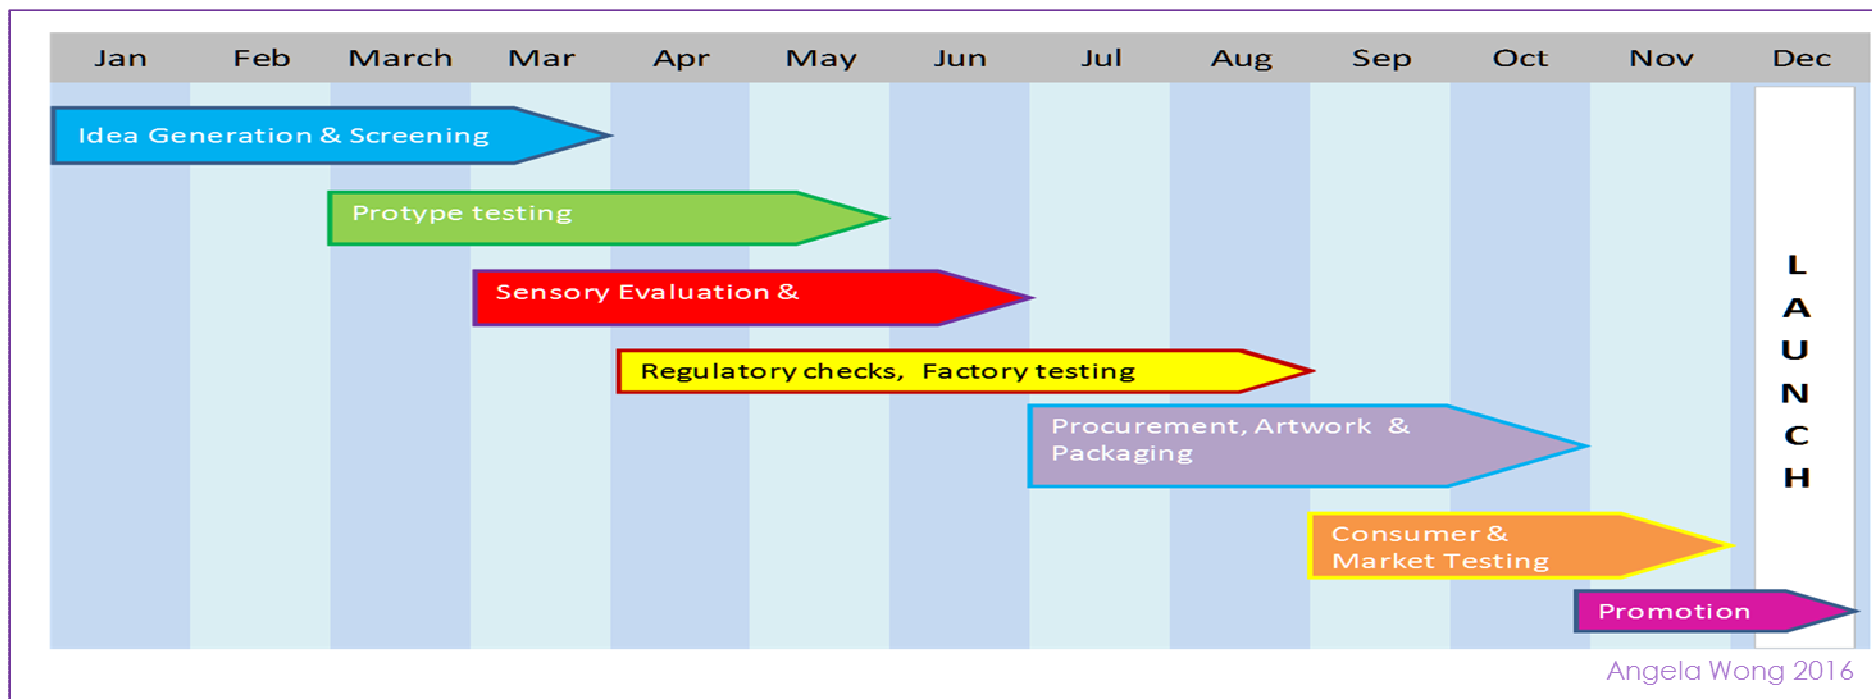 Jan Feb March Mar Apr May Jun Jul Aug Sep Oct Nov Dec
Idea Generation & Screening
Protype testing
Sensory Evaluation &
Regulatory checks, Factory testing
Procurement, Artwork &
Packaging
Consumer &
Market Testing
Promotion
L
A
U
N
C
H
Angela Wong 2016